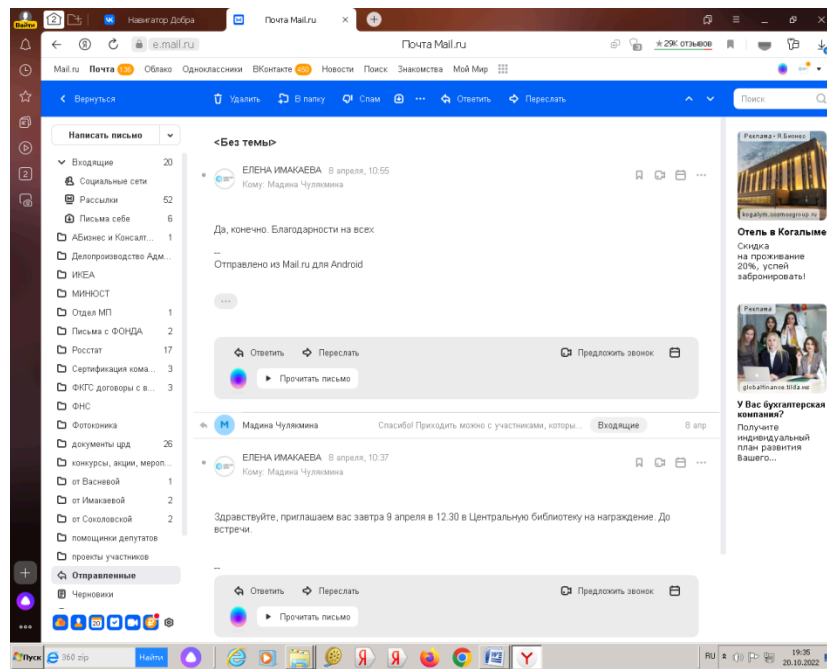 Войти
2
Навигатор Добра
Почта Mail.ru
e.mail.ru
Почта Mail.ru
★ 29К отзывов
Mail.ru Почта 136 Облако Одноклассники ВКонтакте 450 Новости Поиск Знакомства Мой Мир
Вернуться
Удалить В папку Спам ••• Ответить Переслать
Поиск
Написать письмо
Входящие 20
Социальные сети
Рассылки 52
Письма себе 6
АБизнес и Консалт... 1
Делопроизводство Адм...
ИКЕА
МИНЮСТ
Отдел МП 1
Письма с ФОНДА 2
Росстат 17
Сертификация кома... 3
ФКГС договоры с в... 3
ФНС
Фотоконика
документы црд 26
конкурсы, акции, мероп...
от Васневой 1
от Имакаевой 2
от Соколовской 2
помощники депутатов
проекты участников
Отправленные
Черновики
<Без темы>
ЕЛЕНА ИМАКАЕВА 8 апреля, 10:55
Кому: Мадина Чулякмина
Да, конечно. Благодарности на всех
--
Отправлено из Mail.ru для Android
Ответить Переслать Предложить звонок
Прочитать письмо
М Мадина Чулякмина Спасибо! Приходить можно с участниками, которы... Входящие 8 апр
ЕЛЕНА ИМАКАЕВА 8 апреля, 10:37
Кому: Мадина Чулякмина
Здравствуйте, приглашаем вас завтра 9 апреля в 12.30 в Центральную библиотеку на награждение. До
встречи.
--
Ответить Переслать Предложить звонок
Прочитать письмо
Реклама • Я.Бизнес
kogalym.cosmosgroup.ru
Отель в Когалыме
Скидка
на проживание
20%, успей
забронировать!
Реклама
globalfinance.tilda.ws
У Вас бухгалтерская
компания?
Получите
индивидуальный
план развития
Вашего...
2
Пуск
360 zip
Найти
RU
19:35
20.10.2022